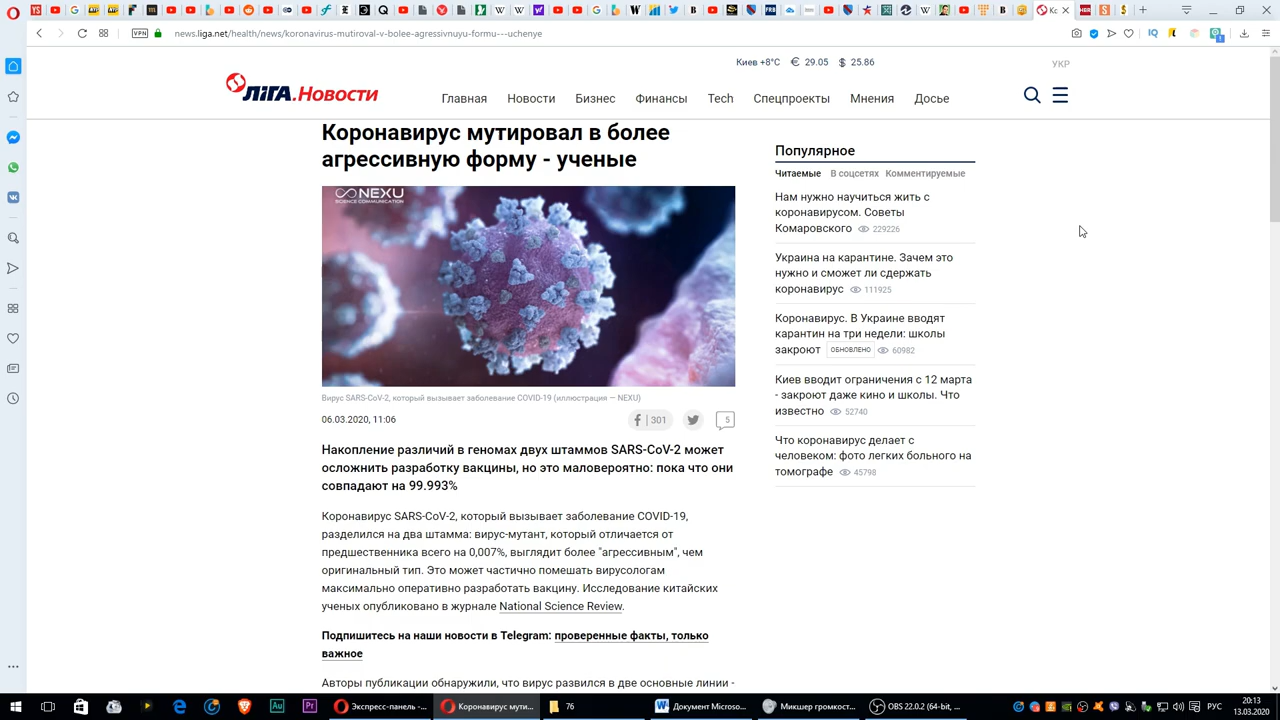 VPN
news.liga.net/health/news/koronavirus-mutiroval-v-bolee-agressivnuyu-formu---uchenye
Киев +8°C € 29.05 $ 25.86
УКР
ЛІГА.Новости
Главная Новости Бизнес Финансы Tech Спецпроекты Мнения Досье
Коронавирус мутировал в более
агрессивную форму - ученые
NEXU
SCIENCE COMMUNICATION
Вирус SARS-CoV-2, который вызывает заболевание COVID-19 (иллюстрация — NEXU)
06.03.2020, 11:06
301
5
Накопление различий в геномах двух штаммов SARS-CoV-2 может
осложнить разработку вакцины, но это маловероятно: пока что они
совпадают на 99.993%
Коронавирус SARS-CoV-2, который вызывает заболевание COVID-19,
разделился на два штамма: вирус-мутант, который отличается от
предшественника всего на 0,007%, выглядит более "агрессивным", чем
оригинальный тип. Это может частично помешать вирусологам
максимально оперативно разработать вакцину. Исследование китайских
ученых опубликовано в журнале National Science Review.
Подпишитесь на наши новости в Telegram: проверенные факты, только
важное
Авторы публикации обнаружили, что вирус развился в две основные линии -
Популярное
Читаемые В соцсетях Комментируемые
Нам нужно научиться жить с
коронавирусом. Советы
Комаровского 229226
Украина на карантине. Зачем это
нужно и сможет ли сдержать
коронавирус 111925
Коронавирус. В Украине вводят
карантин на три недели: школы
закроют ОБНОВЛЕНО 60982
Киев вводит ограничения с 12 марта
- закроют даже кино и школы. Что
известно 52740
Что коронавирус делает с
человеком: фото легких больного на
томографе 45798
Экспресс-панель -...
Коронавирус мути...
76
Документ Microso...
Микшер громкост...
OBS 22.0.2 (64-bit, ...
РУС
20:13
13.03.2020